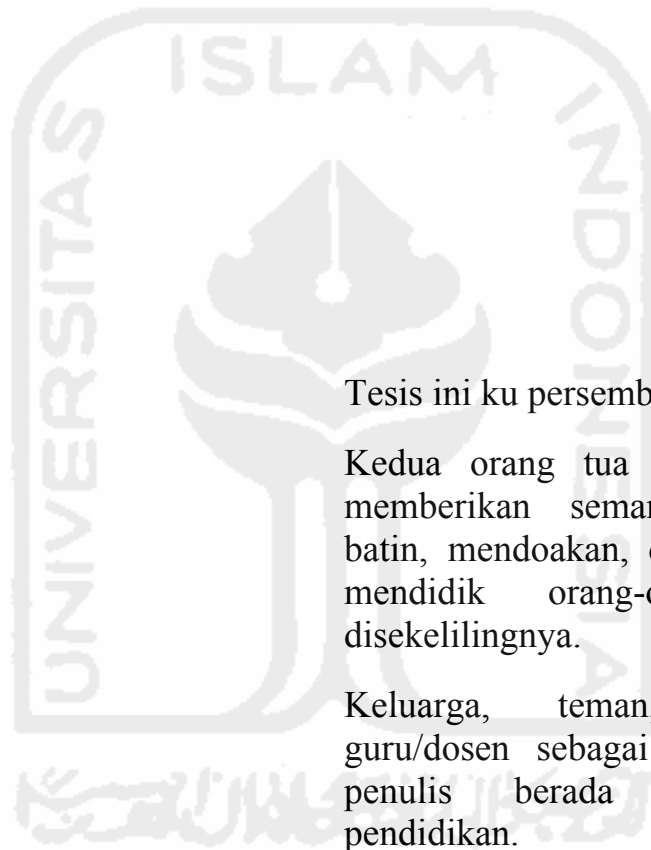 ISLAM
UNIVERSITAS
INDONESIA
Tesis ini ku persemb
Kedua orang tua
memberikan semar
batin, mendoakan,
mendidik orang-
disekelilingnya.
Keluarga, teman,
guru/dosen sebagai
penulis berada
pendidikan.